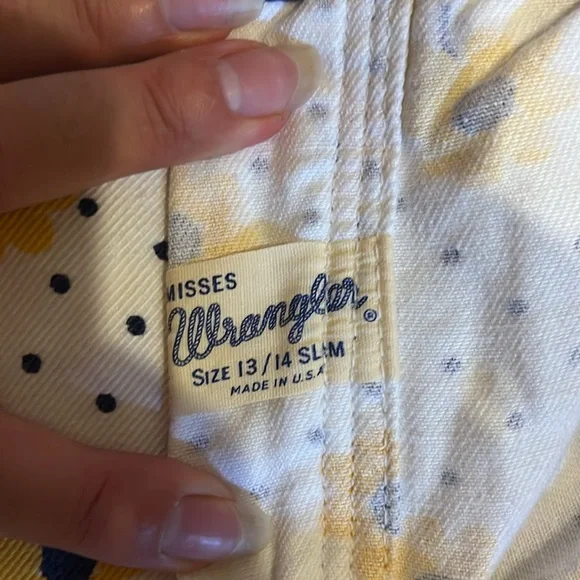 MISSES
Wrangler®
SIZE 13/14 SLIM
MADE IN U.S.A